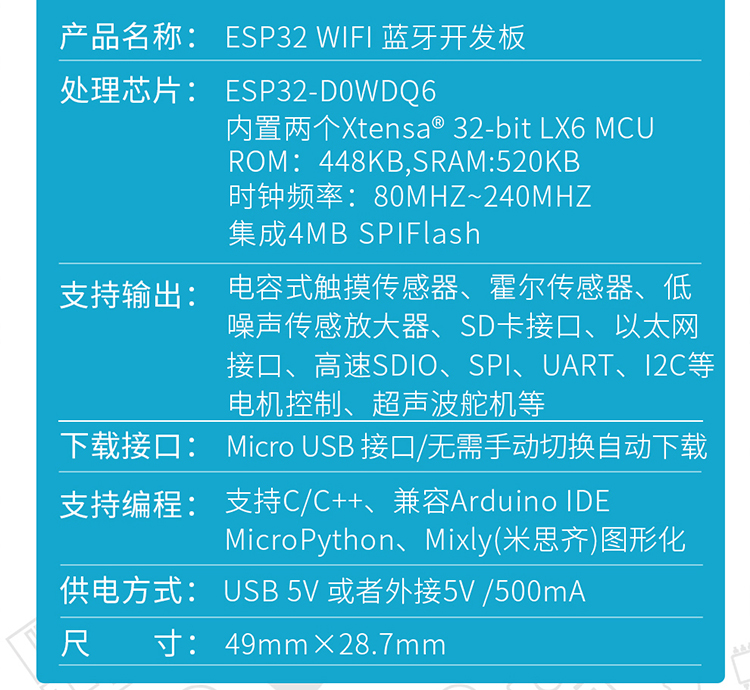 产品名称： ESP32 WIFI 蓝牙开发板
处理芯片： ESP32-D0WDQ6
内置两个Xtensa® 32-bit LX6 MCU
ROM：448KB,SRAM:520KB
时钟频率：80MHZ~240MHZ
集成4MB SPIFlash
支持输出： 电容式触摸传感器、霍尔传感器、低
噪声传感放大器、SD卡接口、以太网
接口、高速SDIO、SPI、UART、I2C等
电机控制、超声波舵机等
下载接口： Micro USB 接口/无需手动切换自动下载
支持编程： 支持C/C++、兼容Arduino IDE
MicroPython、Mixly(米思齐)图形化
供电方式： USB 5V 或者外接5V /500mA
尺 寸： 49mm×28.7mm